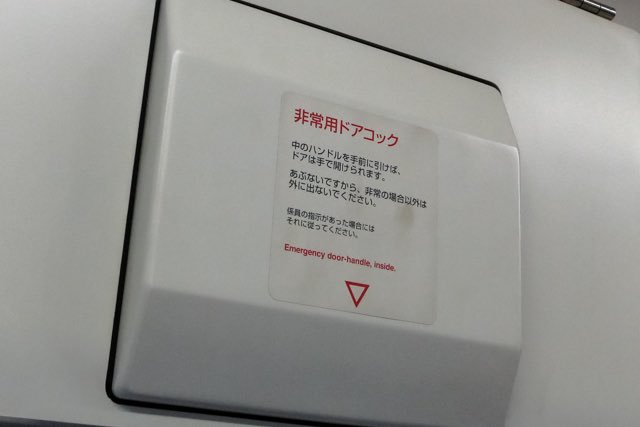 非常用ドアコック
中のハンドルを手前に引けば、
ドアは手で開けられます。
あぶないですから、非常の場合以外は
外に出ないでください。
係員の指示があった場合には
それに従ってください。
Emergency door-handle, inside.